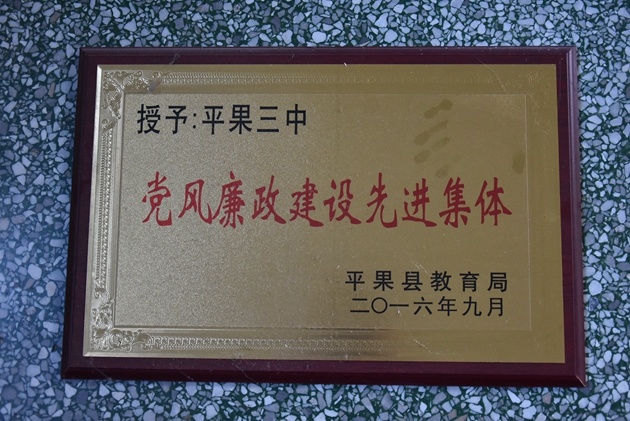 授予:平果三中
党风廉政建设先进集体
平果县教育局
二〇一六年九月